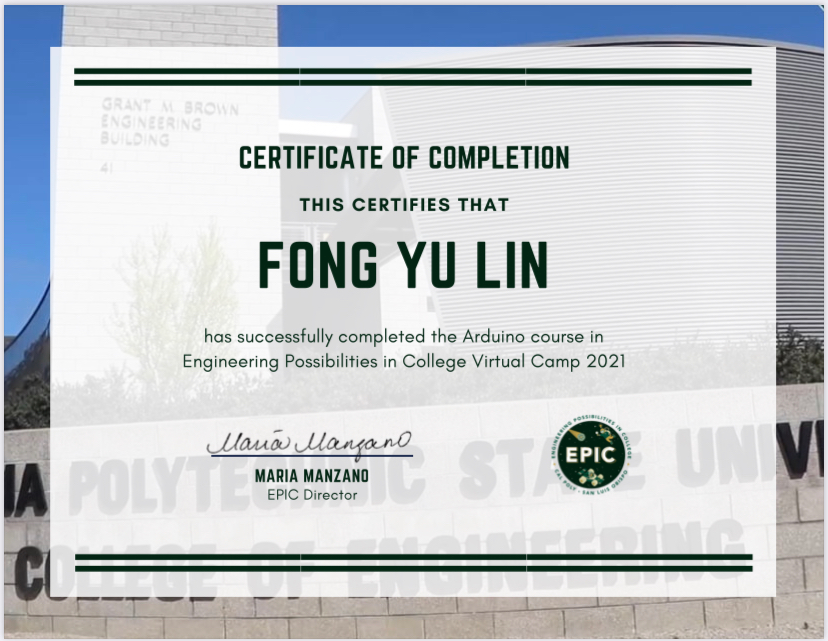 GRANT M. BROWN
ENGINEERING
BUILDING
41
CERTIFICATE OF COMPLETION
THIS CERTIFIES THAT
FONG YU LIN
has successfully completed the Arduino course in
Engineering Possibilities in College Virtual Camp 2021
Maria Manzano
MARIA MANZANO
EPIC Director
ENGINEERING POSSIBILITIES IN COLLEGE
EPIC
CAL POLY - SAN LUIS OBISPO
IA POLYTECHNIC STATE UNIV
COLLEGE OF ENGINEERING